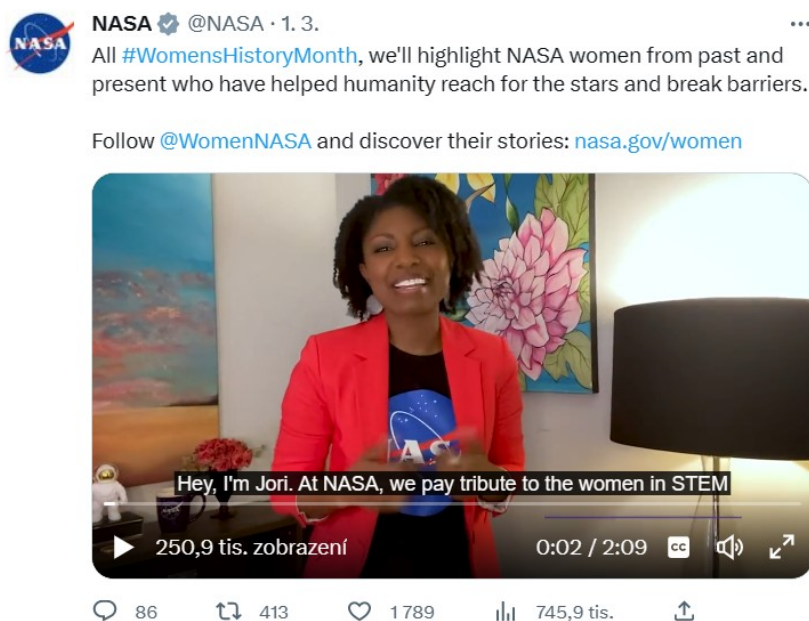 NASA @NASA · 1. 3.
All #WomensHistoryMonth, we'll highlight NASA women from past and
present who have helped humanity reach for the stars and break barriers.
Follow @WomenNASA and discover their stories: nasa.gov/women
NASA
NAS
Hey, I'm Jori. At NASA, we pay tribute to the women in STEM
250,9 tis. zobrazení
0:02 / 2:09
CC
86
413
1 789
745,9 tis.